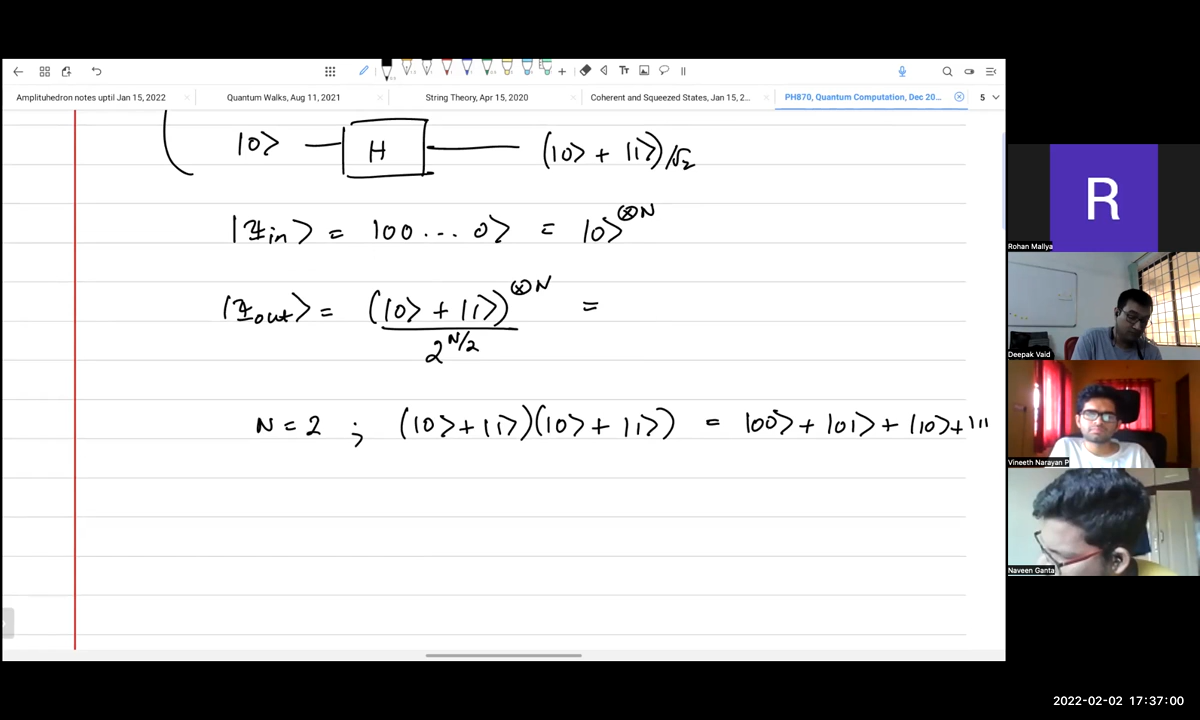 Tт
Amplituhedron notes uptil Jan 15, 2022
Quantum Walks, Aug 11, 2021
String Theory, Apr 15, 2020
Coherent and Squeezed States, Jan 15, 2...
PH870, Quantum Computation, Dec 20...
5
|0⟩ H (|0⟩ + |1⟩)/√2
|Ψin⟩ = |00...0⟩ = |0⟩⊗N
|Ψout⟩ = (|0⟩ + |1⟩)⊗N / 2^N/2 =
N = 2 ; (|0⟩+|1⟩)(|0⟩+|1⟩) = |00⟩ + |01⟩ + |10⟩ + |11
R
Rohan Mallya
Deepak Vaid
Vineeth Narayan P
Naveen Ganta
2022-02-02 17:37:00